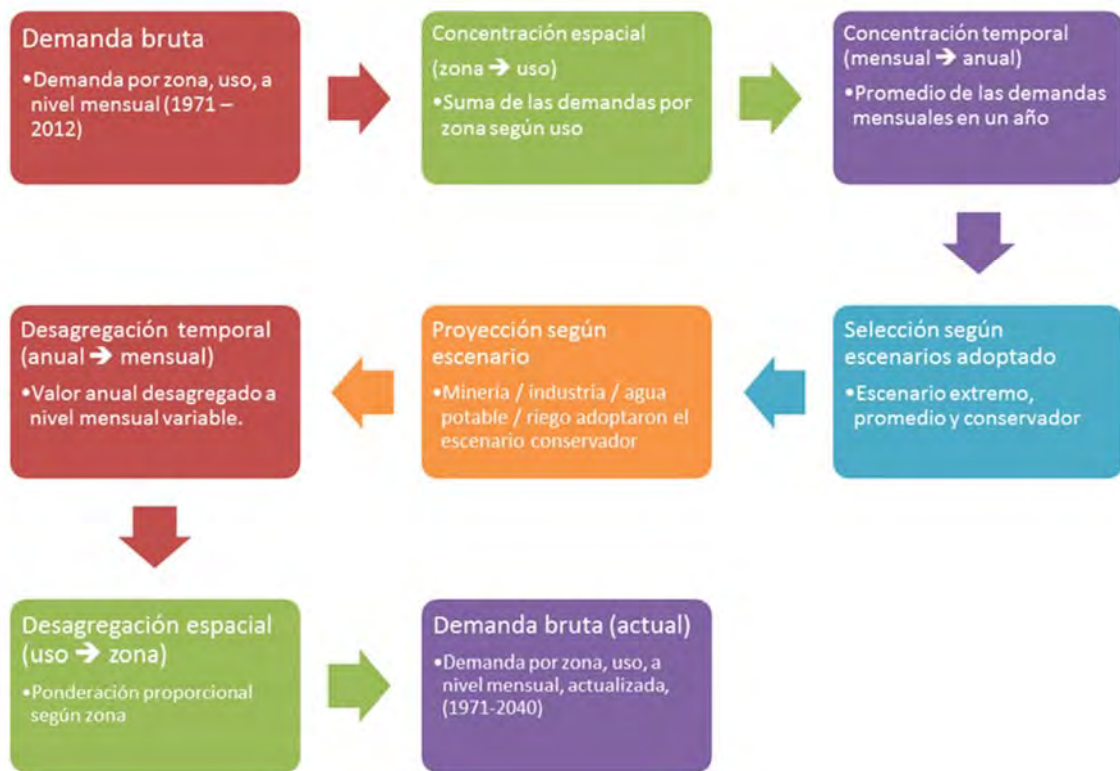 Demanda bruta
•Demanda por zona, uso, a
nivel mensual (1971 –
2012)
Concentración espacial
(zona ➔ uso)
•Suma de las demandas por
zona según uso
Concentración temporal
(mensual ➔ anual)
•Promedio de las demandas
mensuales en un año
Selección según
escenarios adoptado
•Escenario extremo,
promedio y conservador
Proyección según
escenario
•Minería / industria / agua
potable / riego adoptaron el
escenario conservador
Desagregación temporal
(anual ➔ mensual)
•Valor anual desagregado a
nivel mensual variable.
Desagregación espacial
(uso ➔ zona)
•Ponderación proporcional
según zona
Demanda bruta (actual)
•Demanda por zona, uso, a
nivel mensual, actualizada,
(1971-2040)